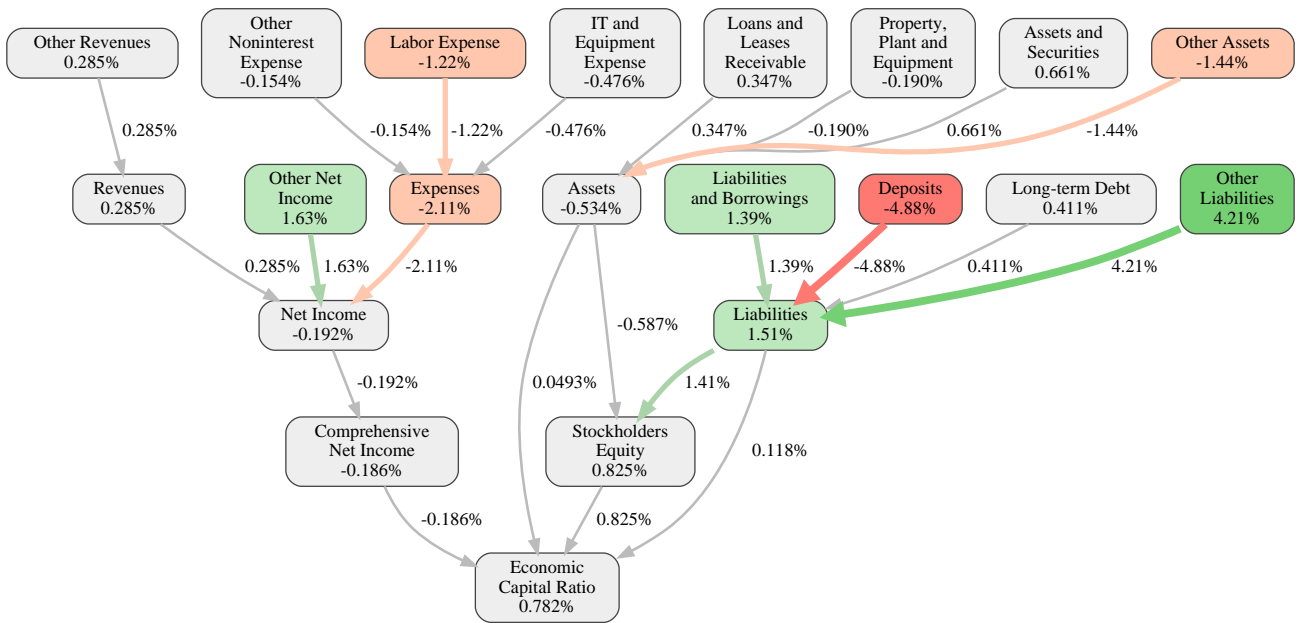 Other Revenues
0.285%
Other
Noninterest
Expense
-0.154%
Labor Expense
-1.22%
IT and
Equipment
Expense
-0.476%
Loans and
Leases
Receivable
0.347%
Property,
Plant and
Equipment
-0.190%
Assets and
Securities
0.661%
Other Assets
-1.44%
0.285%
-0.154%
-1.22%
-0.476%
0.347%
-0.190%
0.661%
-1.44%
Revenues
0.285%
Other Net
Income
1.63%
Expenses
-2.11%
Assets
-0.534%
Liabilities
and Borrowings
1.39%
Deposits
-4.88%
Long-term Debt
0.411%
Other
Liabilities
4.21%
0.285%
1.63%
-2.11%
1.39%
-4.88%
0.411%
4.21%
Net Income
-0.192%
-0.587%
Liabilities
1.51%
-0.192%
0.0493%
1.41%
Comprehensive
Net Income
-0.186%
Stockholders
Equity
0.825%
0.118%
-0.186%
0.825%
Economic
Capital Ratio
0.782%